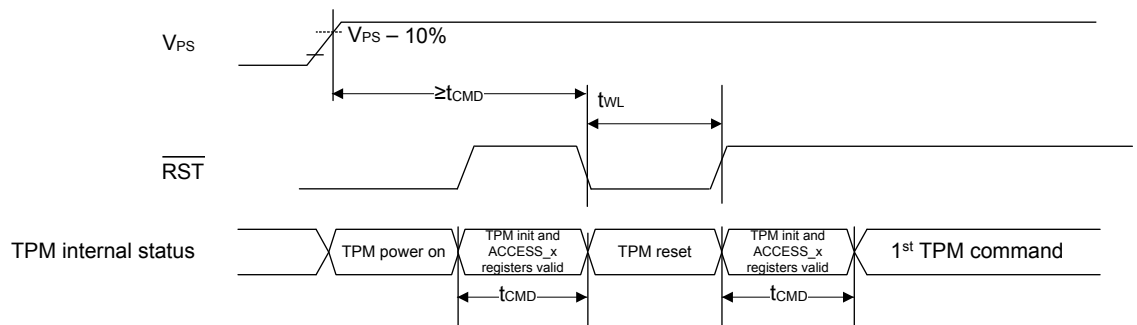 VPS
VPS – 10%
≥tCMD
tWL
RST
TPM internal status
TPM power on
TPM init and
ACCESS_x
registers valid
TPM reset
TPM init and
ACCESS_x
registers valid
1st TPM command
tCMD
tCMD